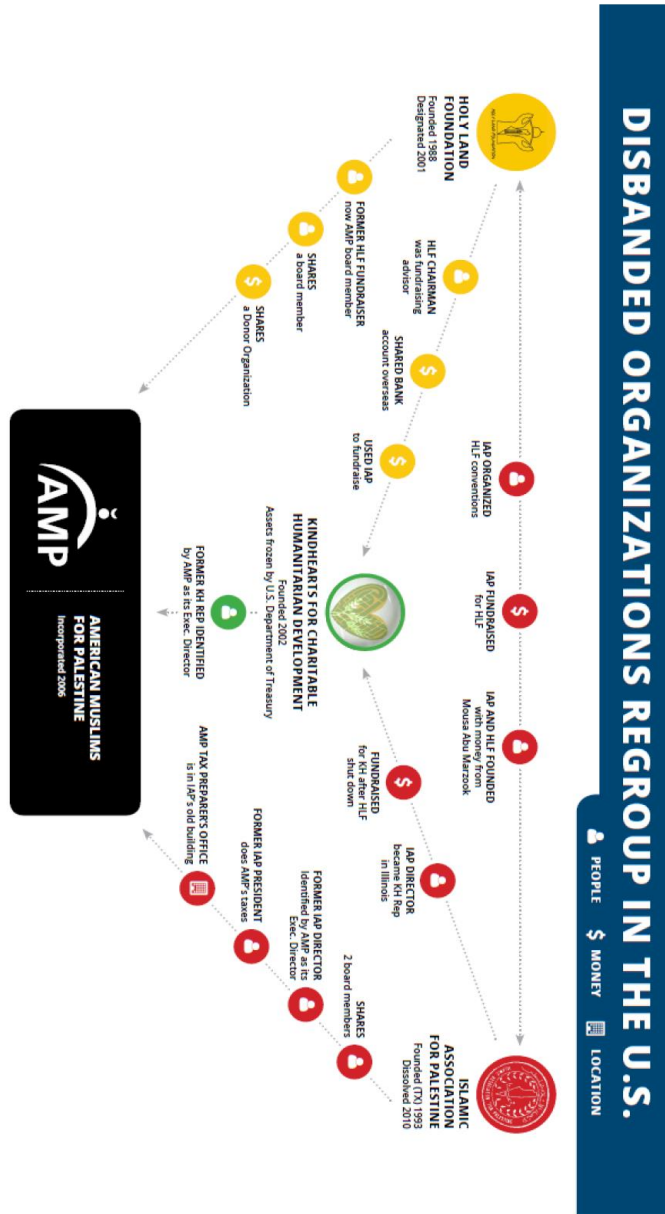 DISBANDED ORGANIZATIONS REGROUP IN THE U.S.
PEOPLE
MONEY
LOCATION
HOLY LAND
FOUNDATION
Founded 1988
Designated 2001
IAP ORGANIZED
HLF conventions
IAP FUNDRAISED
for HLF
IAP AND HLF FOUNDED
with money from
Mousa Abu Marzook
ISLAMIC
ASSOCIATION
FOR PALESTINE
Founded (TX) 1993
Dissolved 2010
HLF CHAIRMAN
was fundraising
advisor
SHARED BANK
account overseas
USED IAP
to fundraise
KINDHEARTS FOR CHARITABLE
HUMANITARIAN DEVELOPMENT
Founded 2002
Assets frozen by U.S. Department of Treasury
FUNDRAISED
for KH after HLF
shut down
IAP DIRECTOR
became KH Rep
in Illinois
FORMER HLF FUNDRAISER
now AMP board member
SHARES
a board member
SHARES
a Donor Organization
FORMER KH REP IDENTIFIED
by AMP as its Exec. Director
SHARES
2 board members
FORMER IAP DIRECTOR
Identified by AMP as its
Exec. Director
FORMER IAP PRESIDENT
does AMP's taxes
AMP TAX PREPARER'S OFFICE
is in IAP's old building
AMP
AMERICAN MUSLIMS
FOR PALESTINE
Incorporated 2006